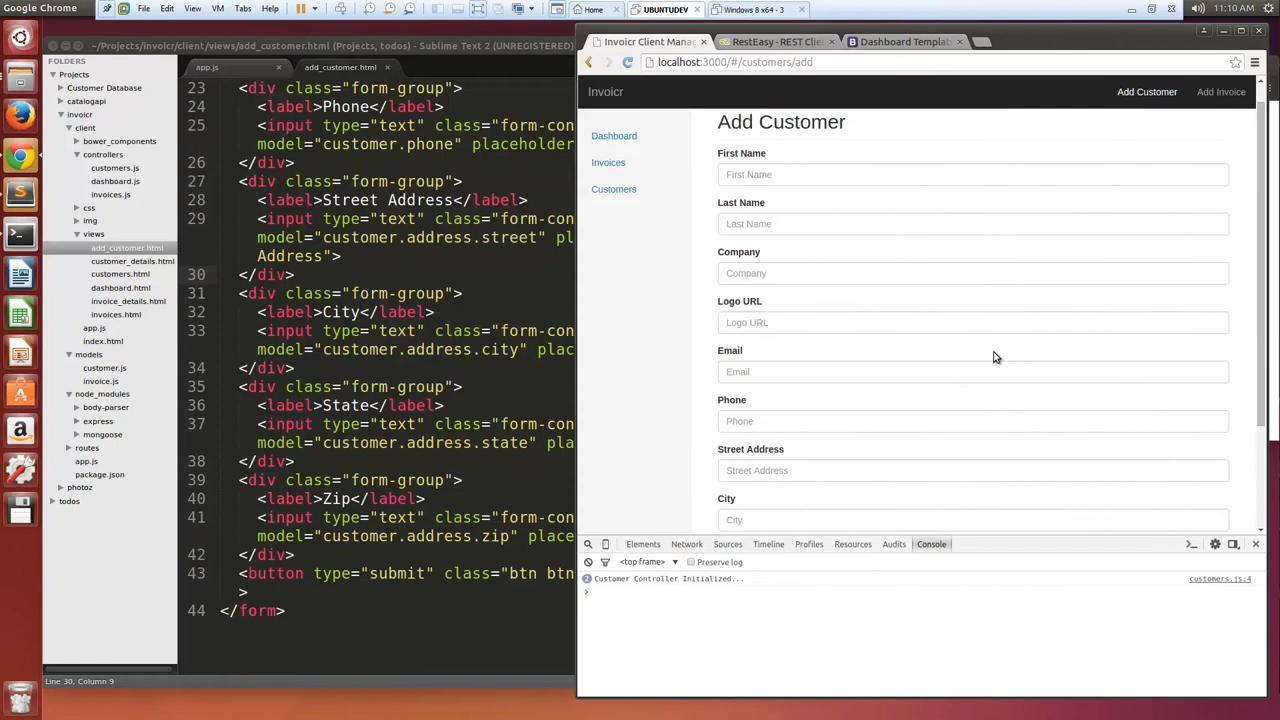 Google Chrome
File Edit View VM Tabs Help
Home
UBUNTUDEV
Windows 8 x64 - 3
11:10 AM
~/Projects/invoicr/client/views/add_customer.html (Projects, todos) - Sublime Text 2 (UNREGISTERED)
FOLDERS
Projects
Customer Database
catalogapi
invoicr
client
bower_components
controllers
customers.js
dashboard.js
invoices.js
css
img
views
add_customer.html
customer_details.html
customers.html
dashboard.html
invoice_details.html
invoices.html
app.js
index.html
models
customer.js
invoice.js
node_modules
body-parser
express
mongoose
routes
app.js
package.json
photoz
todos
app.js
add_customer.html
23 <div class="form-group">
24 <label>Phone</label>
25 <input type="text" class="form-con
model="customer.phone" placeholder
26 </div>
27 <div class="form-group">
28 <label>Street Address</label>
29 <input type="text" class="form-con
model="customer.address.street" pl
Address">
30 </div>
31 <div class="form-group">
32 <label>City</label>
33 <input type="text" class="form-con
model="customer.address.city" plac
34 </div>
35 <div class="form-group">
36 <label>State</label>
37 <input type="text" class="form-con
model="customer.address.state" p
38 </div>
39 <div class="form-group">
40 <label>Zip</label>
41 <input type="text" class="form-con
model="customer.address.zip" place
42 </div>
43 <button type="submit" class="btn btn
>
44 </form>
Line 30, Column 9
Invoicr Client Mana
RestEasy - REST Clie
Dashboard Templat
localhost:3000/#/customers/add
Invoicr
Add Customer
Add Invoice
Dashboard
Invoices
Customers
Add Customer
First Name
First Name
Last Name
Last Name
Company
Company
Logo URL
Logo URL
Email
Email
Phone
Phone
Street Address
Street Address
City
City
Elements Network Sources Timeline Profiles Resources Audits Console
<top frame>
Preserve log
2 Customer Controller Initialized...
customers.js:4